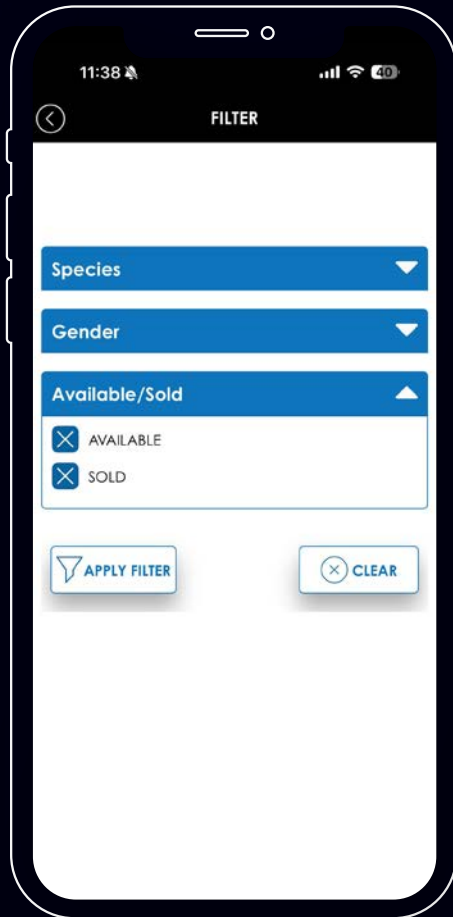 11:38
40
FILTER
Species
Gender
Available/Sold
AVAILABLE
SOLD
APPLY FILTER
CLEAR